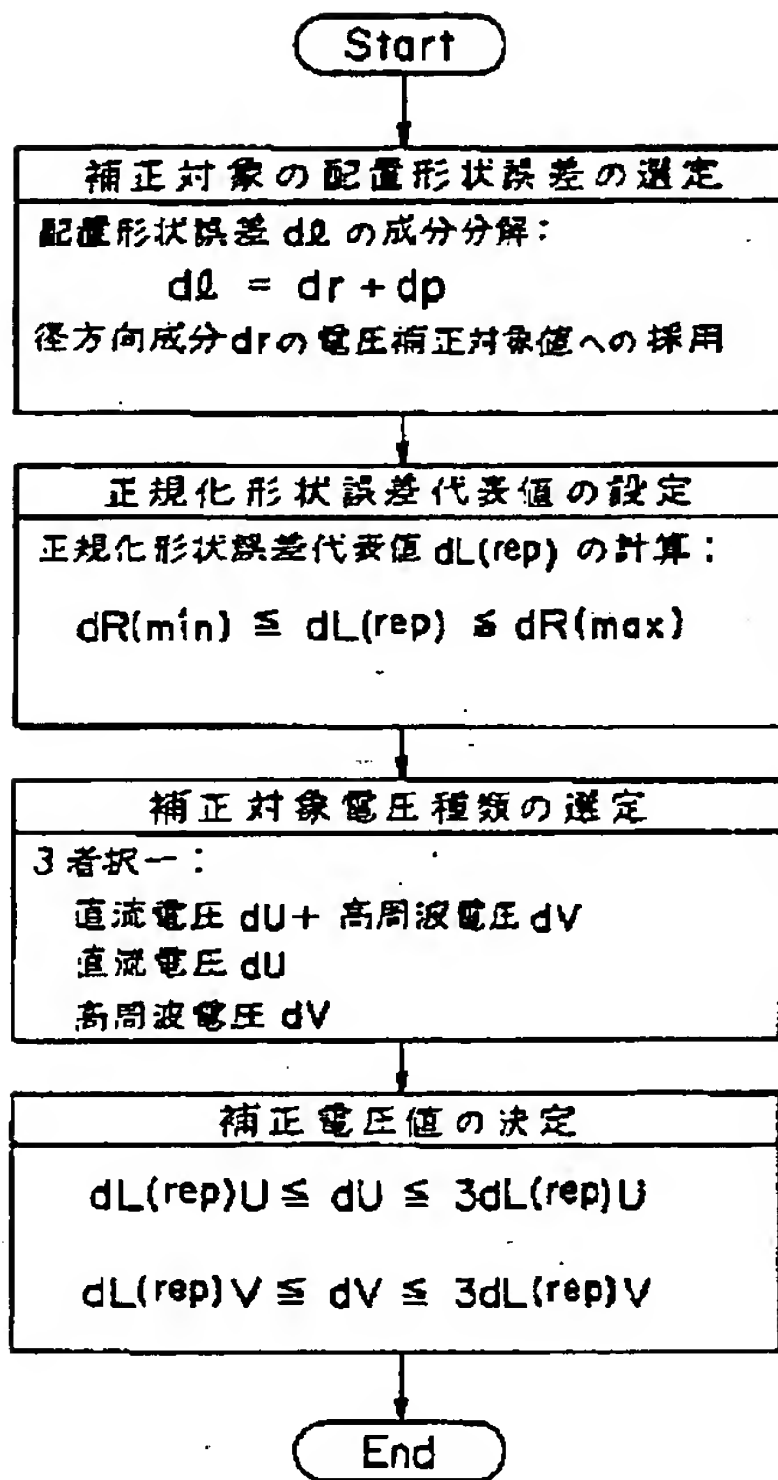 Start
補正対象の配置形状誤差の選定
配置形状誤差 dℓ の成分分解:
dℓ = dr + dp
径方向成分drの電圧補正対象値への採用
正規化形状誤差代表値の設定
正規化形状誤差代表値 dL(rep) の計算:
dR(min) ≦ dL(rep) ≦ dR(max)
補正対象電圧種類の選定
3者択一:
直流電圧 dU+ 高周波電圧 dV
直流電圧 dU
高周波電圧 dV
補正電圧値の決定
dL(rep)U ≦ dU ≦ 3dL(rep)U
dL(rep)V ≦ dV ≦ 3dL(rep)V
End